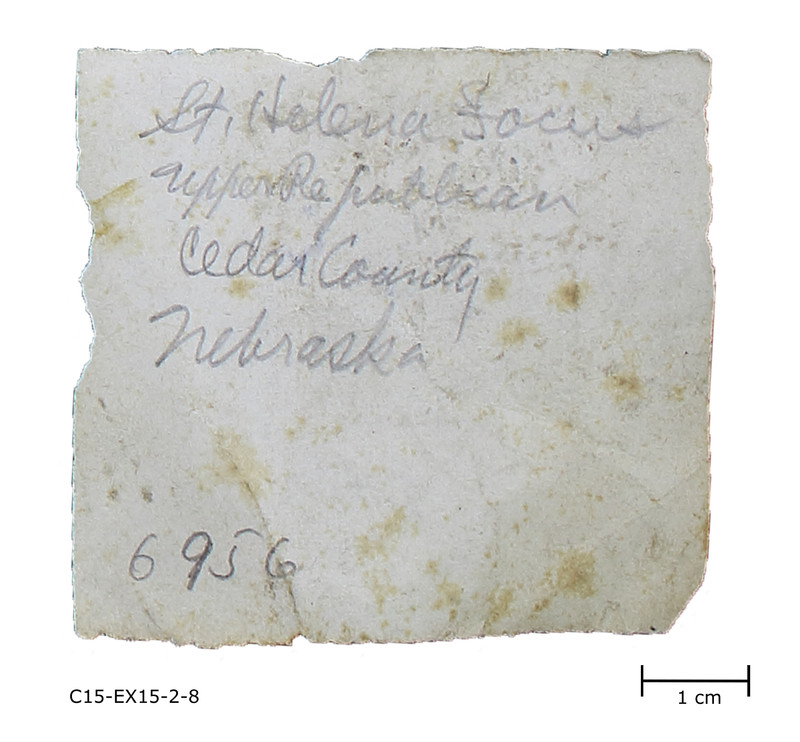 St. Helena Focus
Upper Republican
Cedar County
Nebraska
6956
C15-EX15-2-8
1 cm